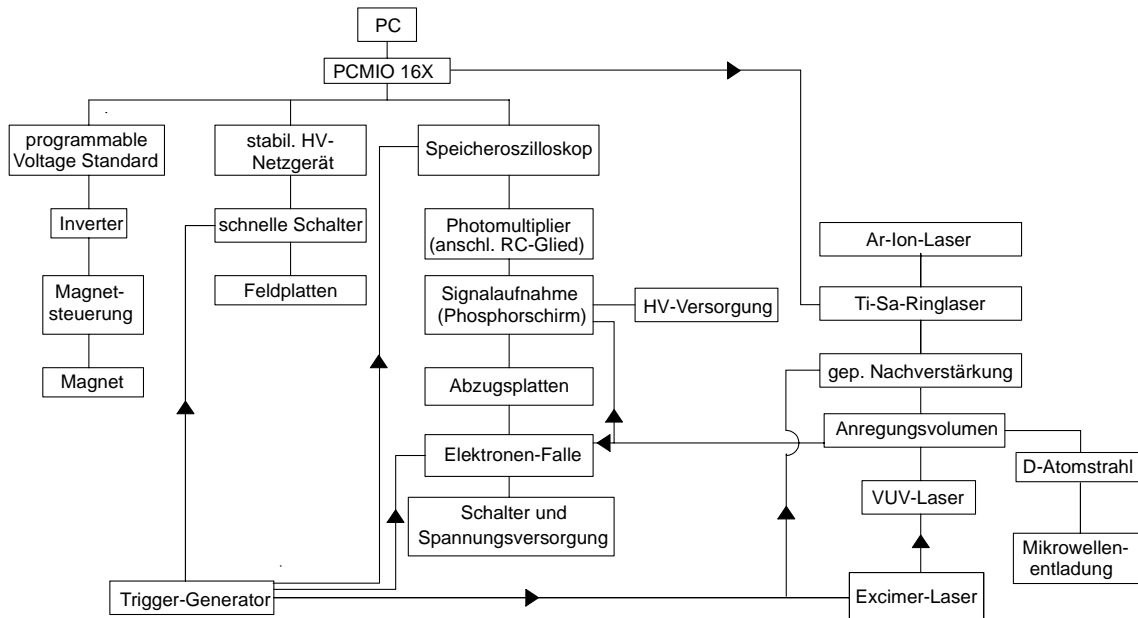 PC
PCMIO 16X
programmable
Voltage Standard
stabil. HV-
Netzgerät
Speicheroszilloskop
Inverter
schnelle Schalter
Photomultiplier
(anschl. RC-Glied)
Ar-Ion-Laser
Magnet-
steuerung
Feldplatten
Signalaufnahme
(Phosphorschirm)
HV-Versorgung
Ti-Sa-Ringlaser
Magnet
Abzugsplatten
gep. Nachverstärkung
Anregungsvolumen
Elektronen-Falle
D-Atomstrahl
VUV-Laser
Schalter und
Spannungsversorgung
Mikrowellen-
entladung
Trigger-Generator
Excimer-Laser